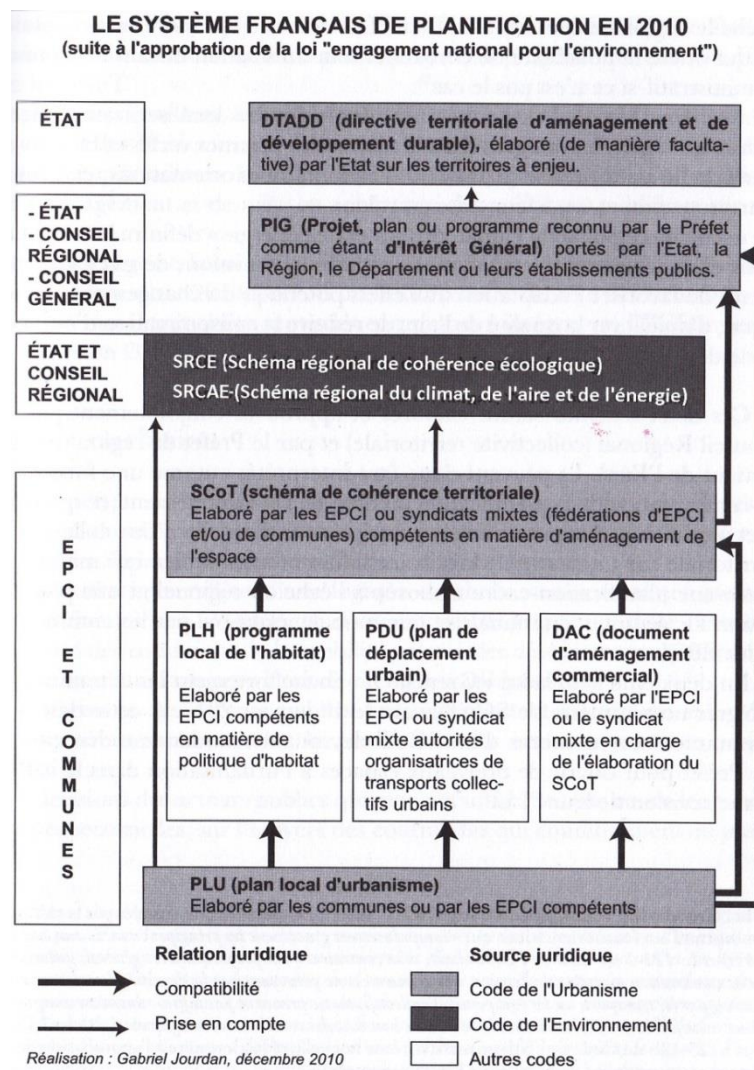 LE SYSTÈME FRANÇAIS DE PLANIFICATION EN 2010
(suite à l'approbation de la loi "engagement national pour l'environnement")
ÉTAT
DTADD (directive territoriale d'aménagement et de
développement durable), élaboré (de manière faculta-
tive) par l'Etat sur les territoires à enjeu.
- ÉTAT
- CONSEIL
RÉGIONAL
- CONSEIL
GÉNÉRAL
PIG (Projet, plan ou programme reconnu par le Préfet
comme étant d'Intérêt Général) portés par l'Etat, la
Région, le Département ou leurs établissements publics.
ÉTAT ET
CONSEIL
RÉGIONAL
SRCE (Schéma régional de cohérence écologique)
SRCAE (Schéma régional du climat, de l'aire et de l'énergie)
EPCI ET COMMUNES
SCoT (schéma de cohérence territoriale)
Elaboré par les EPCI ou syndicats mixtes (fédérations d'EPCI
et/ou de communes) compétents en matière d'aménagement de
l'espace
PLH (programme
local de l'habitat)
Elaboré par les
EPCI compétents
en matière de
politique d'habitat
PDU (plan de
déplacement
urbain)
Elaboré par les
EPCI ou syndicat
mixte autorités
organisatrices de
transports collec-
tifs urbains
DAC (document
d'aménagement
commercial)
Elaboré par l'EPCI
ou le syndicat
mixte en charge
de l'élaboration du
SCoT
PLU (plan local d'urbanisme)
Elaboré par les communes ou par les EPCI compétents
Relation juridique
Compatibilité
Prise en compte
Source juridique
Code de l'Urbanisme
Code de l'Environnement
Autres codes
Réalisation : Gabriel Jourdan, décembre 2010